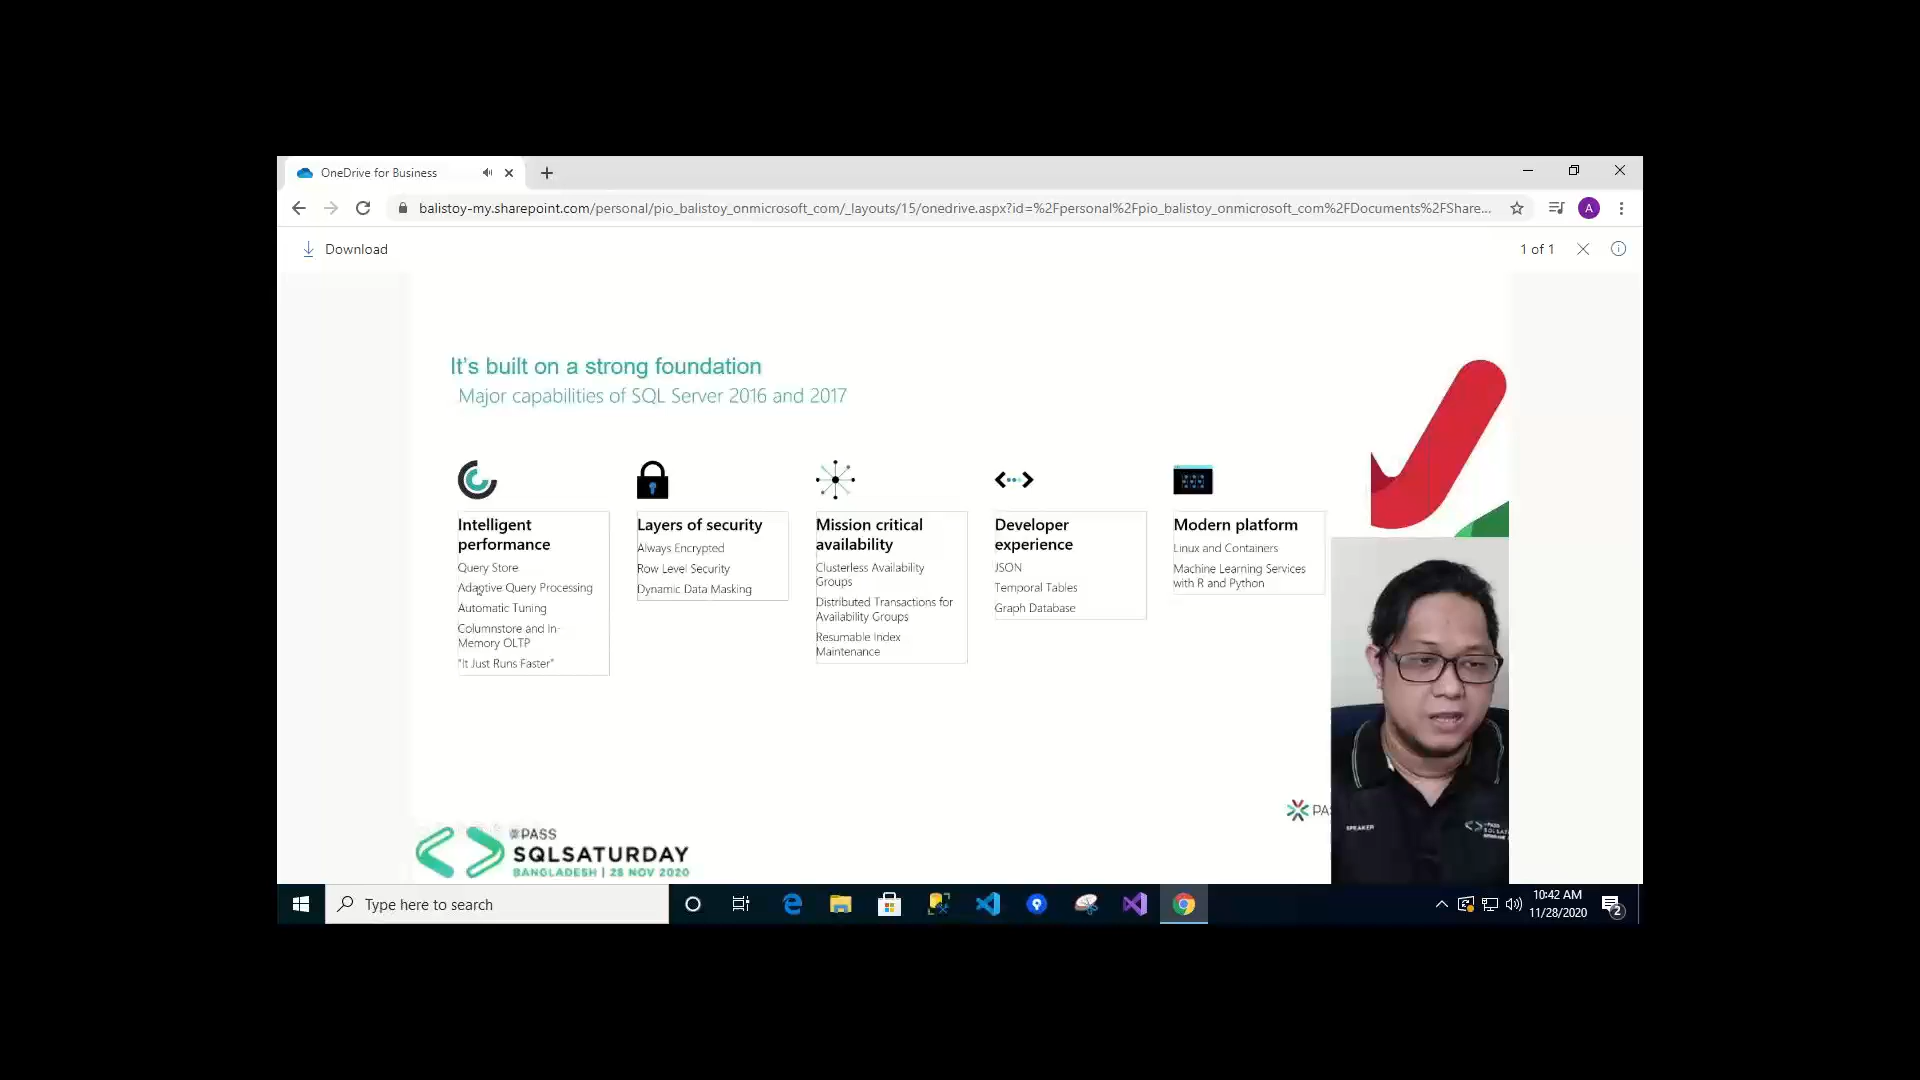 OneDrive for Business
balistoy-my.sharepoint.com/personal/pio_balistoy_onmicrosoft_com/_layouts/15/onedrive.aspx?id=%2Fpersonal%2Fpio_balistoy_onmicrosoft_com%2FDocuments%2FShare...
A
Download
1 of 1
It's built on a strong foundation
Major capabilities of SQL Server 2016 and 2017
Intelligent
performance
Query Store
Adaptive Query Processing
Automatic Tuning
Columnstore and In-
Memory OLTP
"It Just Runs Faster"
Layers of security
Always Encrypted
Row Level Security
Dynamic Data Masking
Mission critical
availability
Clusterless Availability
Groups
Distributed Transactions for
Availability Groups
Resumable Index
Maintenance
Developer
experience
JSON
Temporal Tables
Graph Database
Modern platform
Linux and Containers
Machine Learning Services
with R and Python
SPEAKER
PASS
SQLSATURDAY
BANGLADESH | 28 NOV 2020
Type here to search
10:42 AM
11/28/2020
2